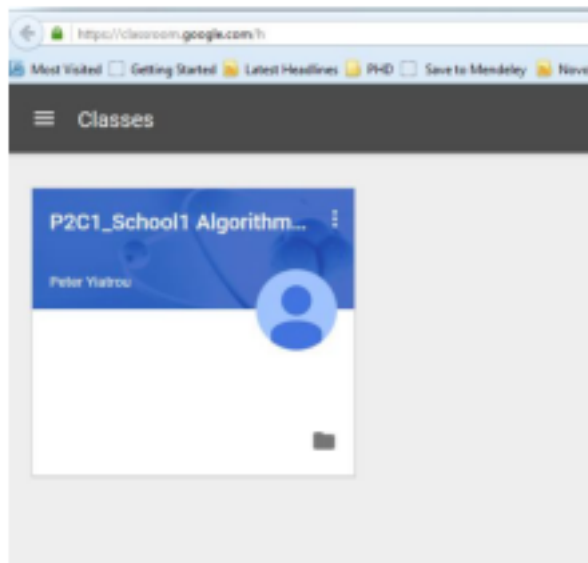 https://classroom.google.com/h
Most Visited Getting Started Latest Headlines PHD Save to Mendeley
Classes
P2C1_School1 Algorithm...
Peter Yiatrou